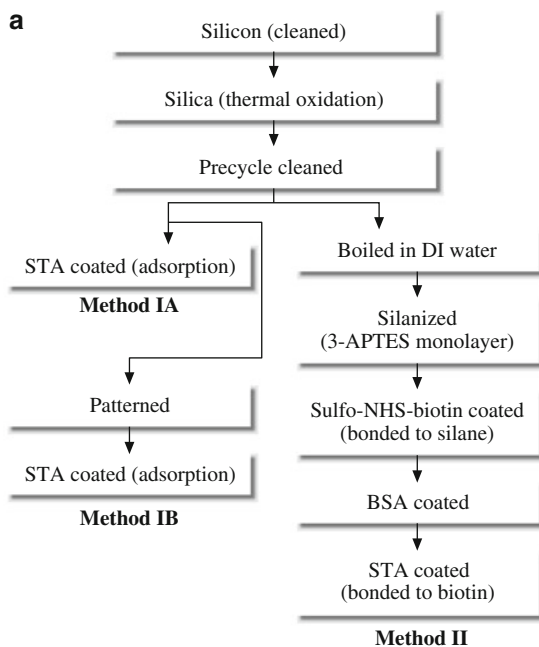 a
Silicon (cleaned)
Silica (thermal oxidation)
Precycle cleaned
STA coated (adsorption)
Method IA
Patterned
STA coated (adsorption)
Method IB
Boiled in DI water
Silanized
(3-APTES monolayer)
Sulfo-NHS-biotin coated
(bonded to silane)
BSA coated
STA coated
(bonded to biotin)
Method II